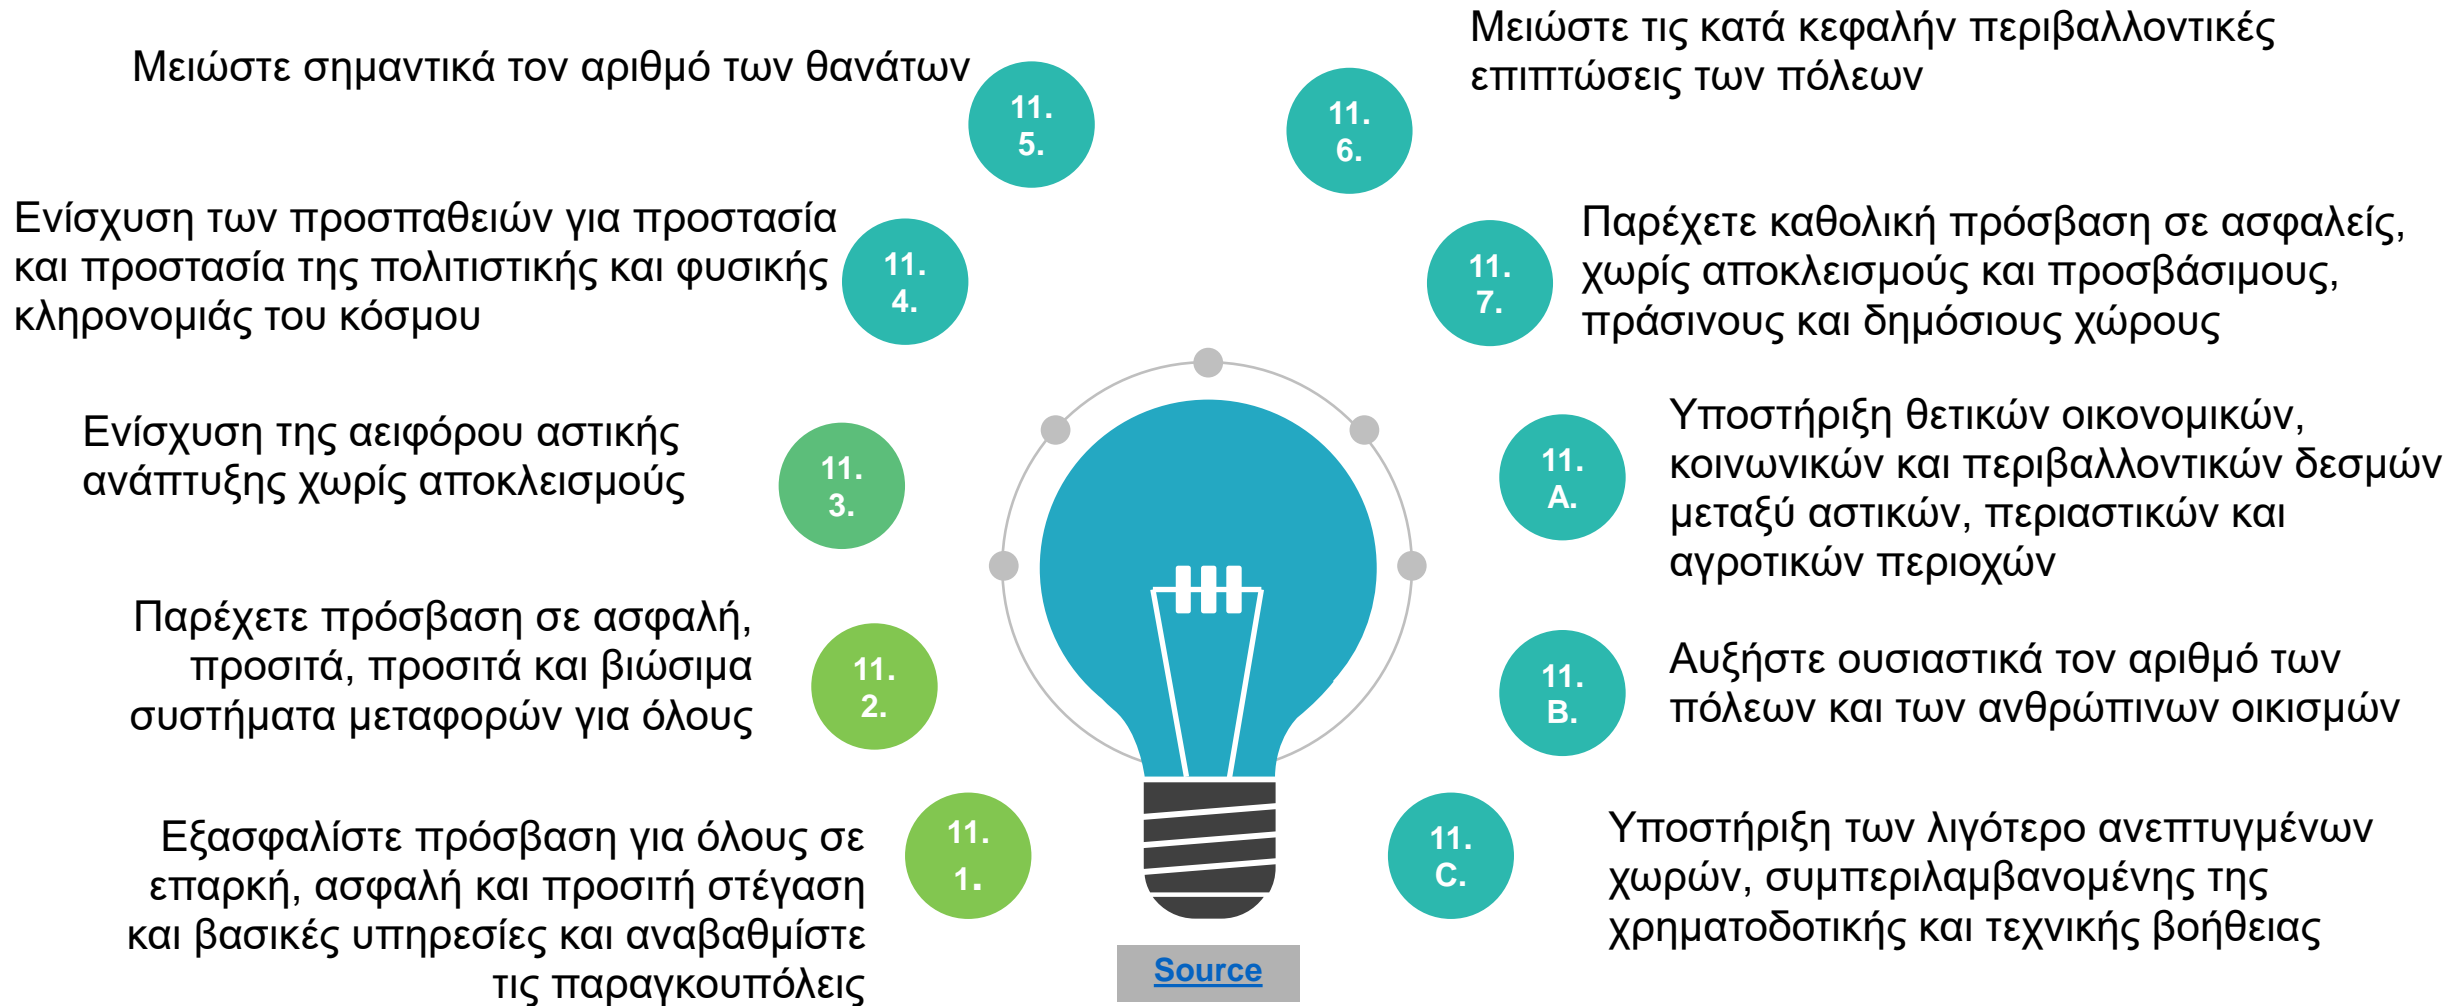 Μειώστε σημαντικά τον αριθμό των θανάτων
11.
5.
Ενίσχυση των προσπαθειών για προστασία
και προστασία της πολιτιστικής και φυσικής
κληρονομιάς του κόσμου
11.
4.
Ενίσχυση της αειφόρου αστικής
ανάπτυξης χωρίς αποκλεισμούς
11.
3.
Παρέχετε πρόσβαση σε ασφαλή,
προσιτά, προσιτά και βιώσιμα
συστήματα μεταφορών για όλους
11.
2.
Εξασφαλίστε πρόσβαση για όλους σε
επαρκή, ασφαλή και προσιτή στέγαση
και βασικές υπηρεσίες και αναβαθμίστε
τις παραγκουπόλεις
11.
1.
Μειώστε τις κατά κεφαλήν περιβαλλοντικές
επιπτώσεις των πόλεων
11.
6.
Παρέχετε καθολική πρόσβαση σε ασφαλείς,
χωρίς αποκλεισμούς και προσβάσιμους,
πράσινους και δημόσιους χώρους
11.
7.
Υποστήριξη θετικών οικονομικών,
κοινωνικών και περιβαλλοντικών δεσμών
μεταξύ αστικών, περιαστικών και
αγροτικών περιοχών
11.
A.
Αυξήστε ουσιαστικά τον αριθμό των
πόλεων και των ανθρώπινων οικισμών
11.
B.
Υποστήριξη των λιγότερο ανεπτυγμένων
χωρών, συμπεριλαμβανομένης της
χρηματοδοτικής και τεχνικής βοήθειας
11.
C.
Source